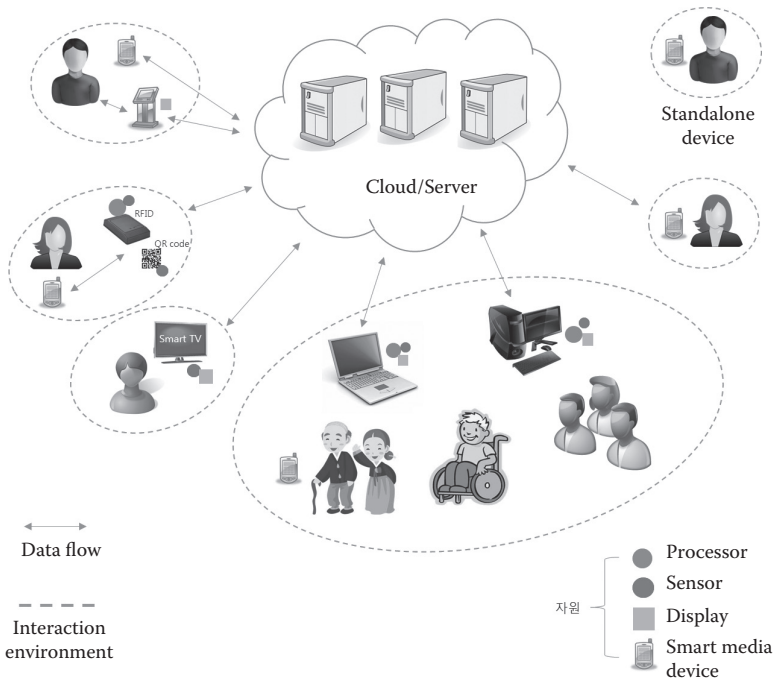 Standalone
device
Cloud/Server
RFID
QR code
Smart TV
Data flow
Interaction
environment
자원
Processor
Sensor
Display
Smart media
device